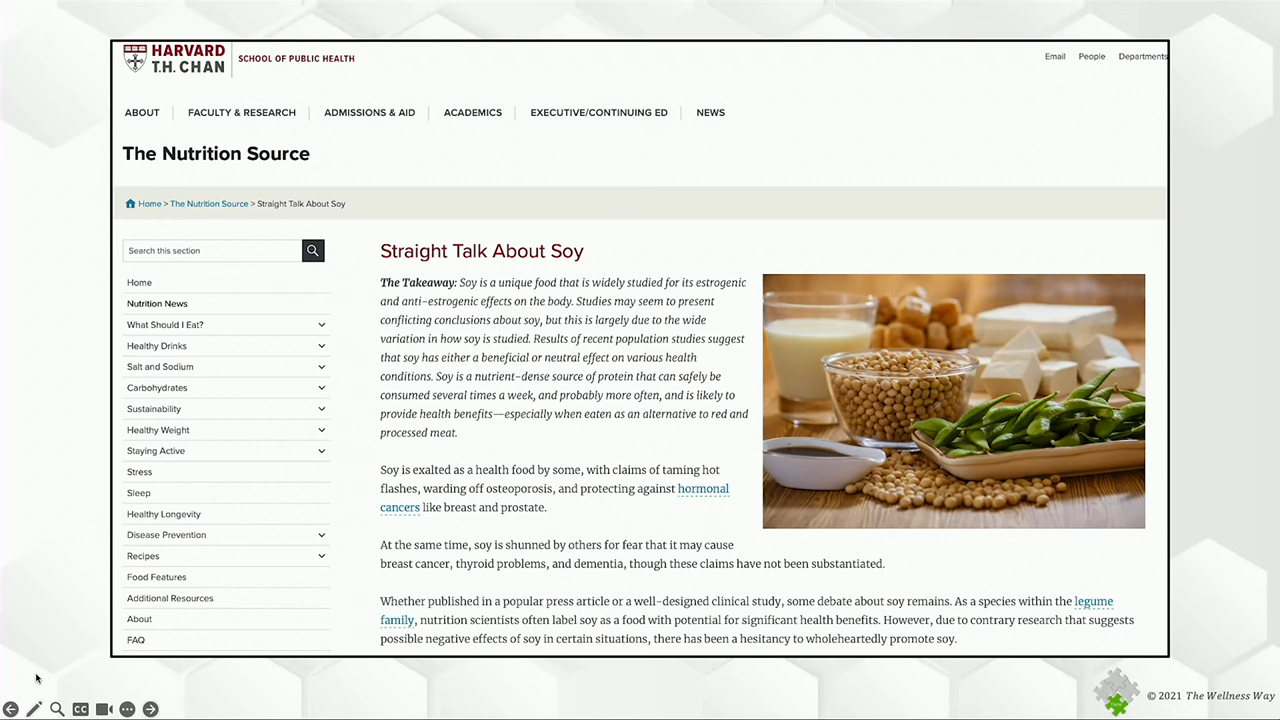 HARVARD
T.H. CHAN
SCHOOL OF PUBLIC HEALTH
Email People Departments
ABOUT FACULTY & RESEARCH ADMISSIONS & AID ACADEMICS EXECUTIVE/CONTINUING ED NEWS
The Nutrition Source
Home > The Nutrition Source > Straight Talk About Soy
Search this section
Home
Nutrition News
What Should I Eat?
Healthy Drinks
Salt and Sodium
Carbohydrates
Sustainability
Healthy Weight
Staying Active
Stress
Sleep
Healthy Longevity
Disease Prevention
Recipes
Food Features
Additional Resources
About
FAQ
Straight Talk About Soy
The Takeaway: Soy is a unique food that is widely studied for its estrogenic
and anti-estrogenic effects on the body. Studies may seem to present
conflicting conclusions about soy, but this is largely due to the wide
variation in how soy is studied. Results of recent population studies suggest
that soy has either a beneficial or neutral effect on various health
conditions. Soy is a nutrient-dense source of protein that can safely be
consumed several times a week, and probably more often, and is likely to
provide health benefits—especially when eaten as an alternative to red and
processed meat.
Soy is exalted as a health food by some, with claims of taming hot
flashes, warding off osteoporosis, and protecting against hormonal
cancers like breast and prostate.
At the same time, soy is shunned by others for fear that it may cause
breast cancer, thyroid problems, and dementia, though these claims have not been substantiated.
Whether published in a popular press article or a well-designed clinical study, some debate about soy remains. As a species within the legume
family, nutrition scientists often label soy as a food with potential for significant health benefits. However, due to contrary research that suggests
possible negative effects of soy in certain situations, there has been a hesitancy to wholeheartedly promote soy.
CC
© 2021 The Wellness Way